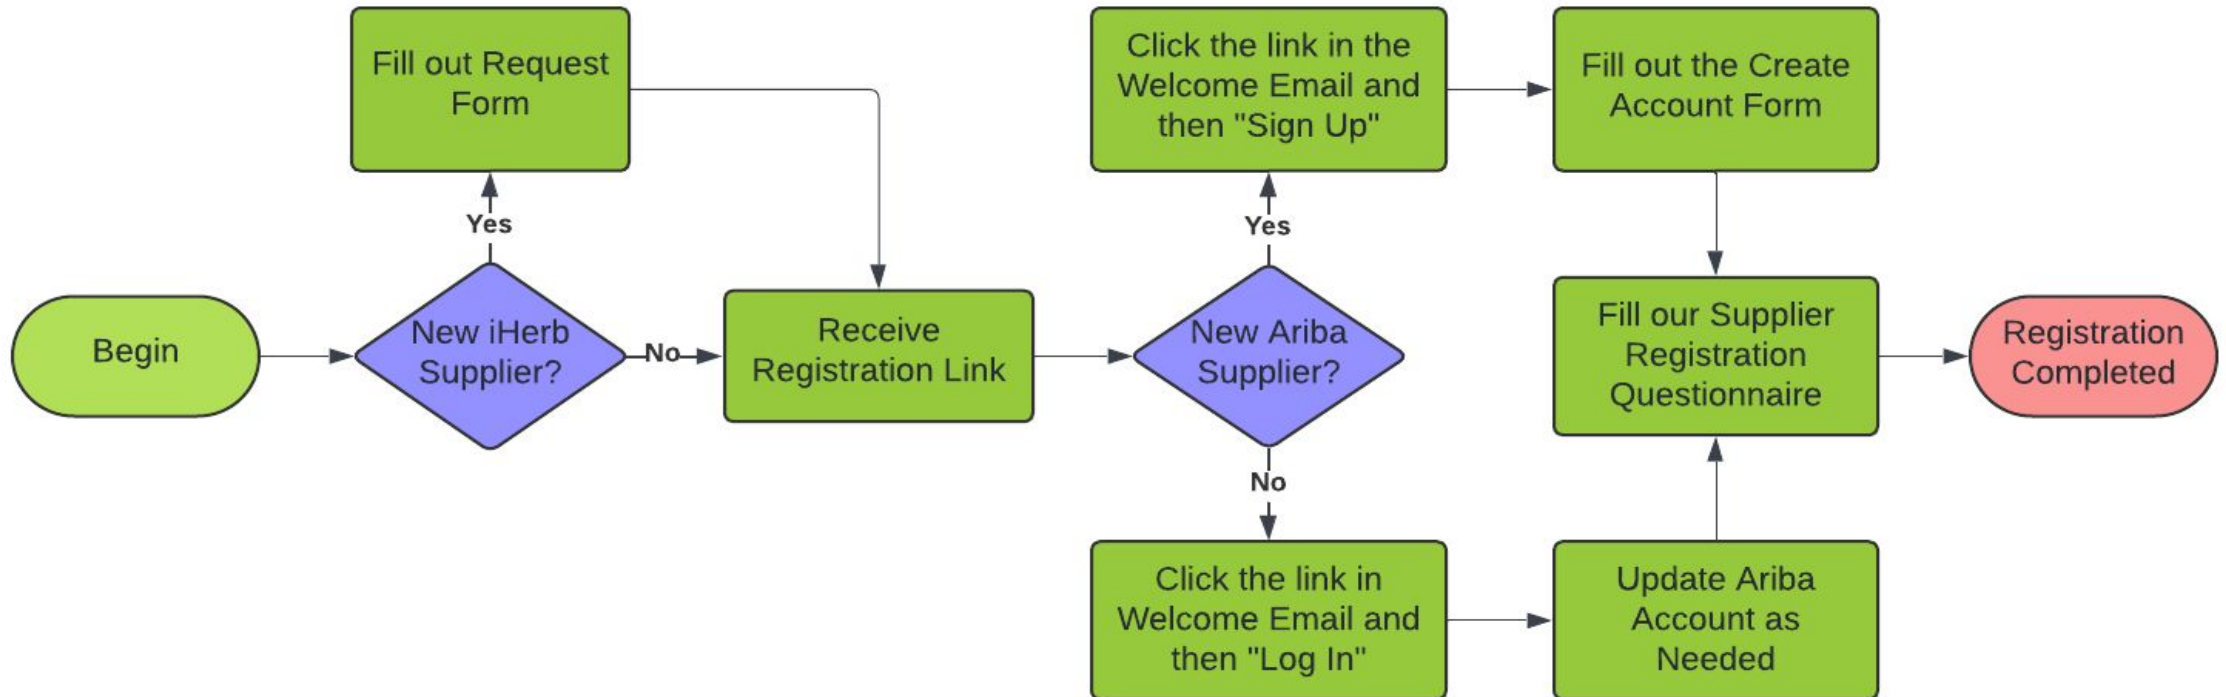 Begin
New iHerb
Supplier?
Yes
Fill out Request
Form
No
Receive
Registration Link
New Ariba
Supplier?
Yes
Click the link in the
Welcome Email and
then "Sign Up"
Fill out the Create
Account Form
No
Click the link in
Welcome Email and
then "Log In"
Update Ariba
Account as
Needed
Fill our Supplier
Registration
Questionnaire
Registration
Completed